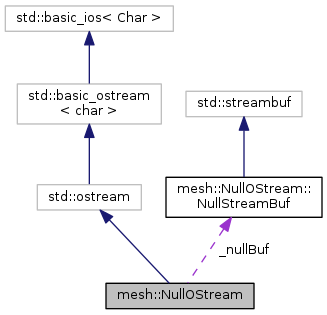 std::basic_ios< Char >
std::basic_ostream
< char >
std::streambuf
std::ostream
mesh::NullOStream::
NullStreamBuf
_nullBuf
mesh::NullOStream